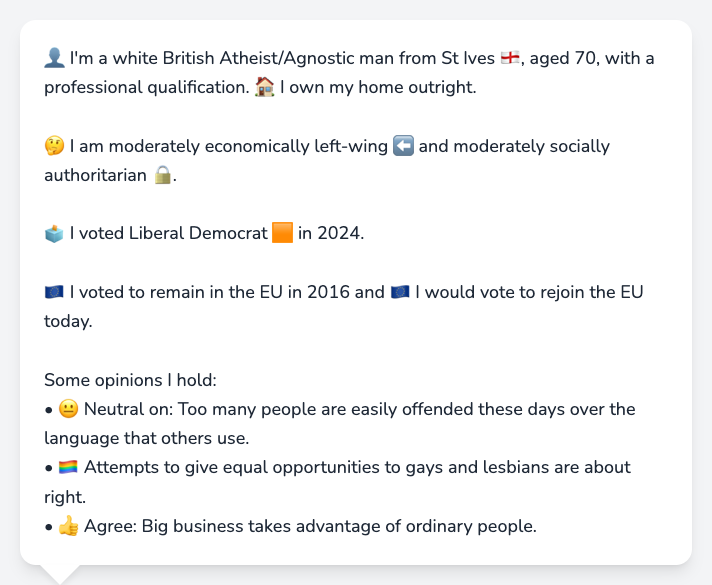 👤 I'm a white British Atheist/Agnostic man from St Ives 🏴󠁧󠁢󠁥󠁮󠁧󠁿, aged 70, with a
professional qualification. 🏠 I own my home outright.
🤔 I am moderately economically left-wing ⬅️ and moderately socially
authoritarian 🔒.
🗳️ I voted Liberal Democrat 🟧 in 2024.
🇪🇺 I voted to remain in the EU in 2016 and 🇪🇺 I would vote to rejoin the EU
today.
Some opinions I hold:
• 😐 Neutral on: Too many people are easily offended these days over the
language that others use.
• 🏳️‍🌈 Attempts to give equal opportunities to gays and lesbians are about
right.
• 👍 Agree: Big business takes advantage of ordinary people.